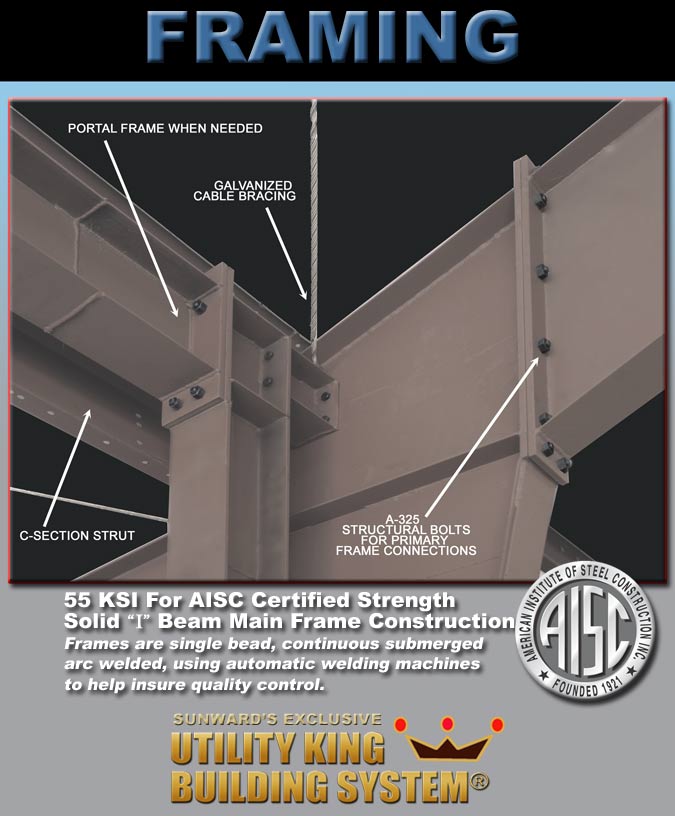 FRAMING
PORTAL FRAME WHEN NEEDED
GALVANIZED
CABLE BRACING
C-SECTION STRUT
A-325
STRUCTURAL BOLTS
FOR PRIMARY
FRAME CONNECTIONS
55 KSI For AISC Certified Strength
Solid “I” Beam Main Frame Construction
Frames are single bead, continuous submerged
arc welded, using automatic welding machines
to help insure quality control.
AMERICAN INSTITUTE OF STEEL CONSTRUCTION INC.
AISC
★ FOUNDED 1921 ★
SUNWARD'S EXCLUSIVE
UTILITY KING
BUILDING SYSTEM®